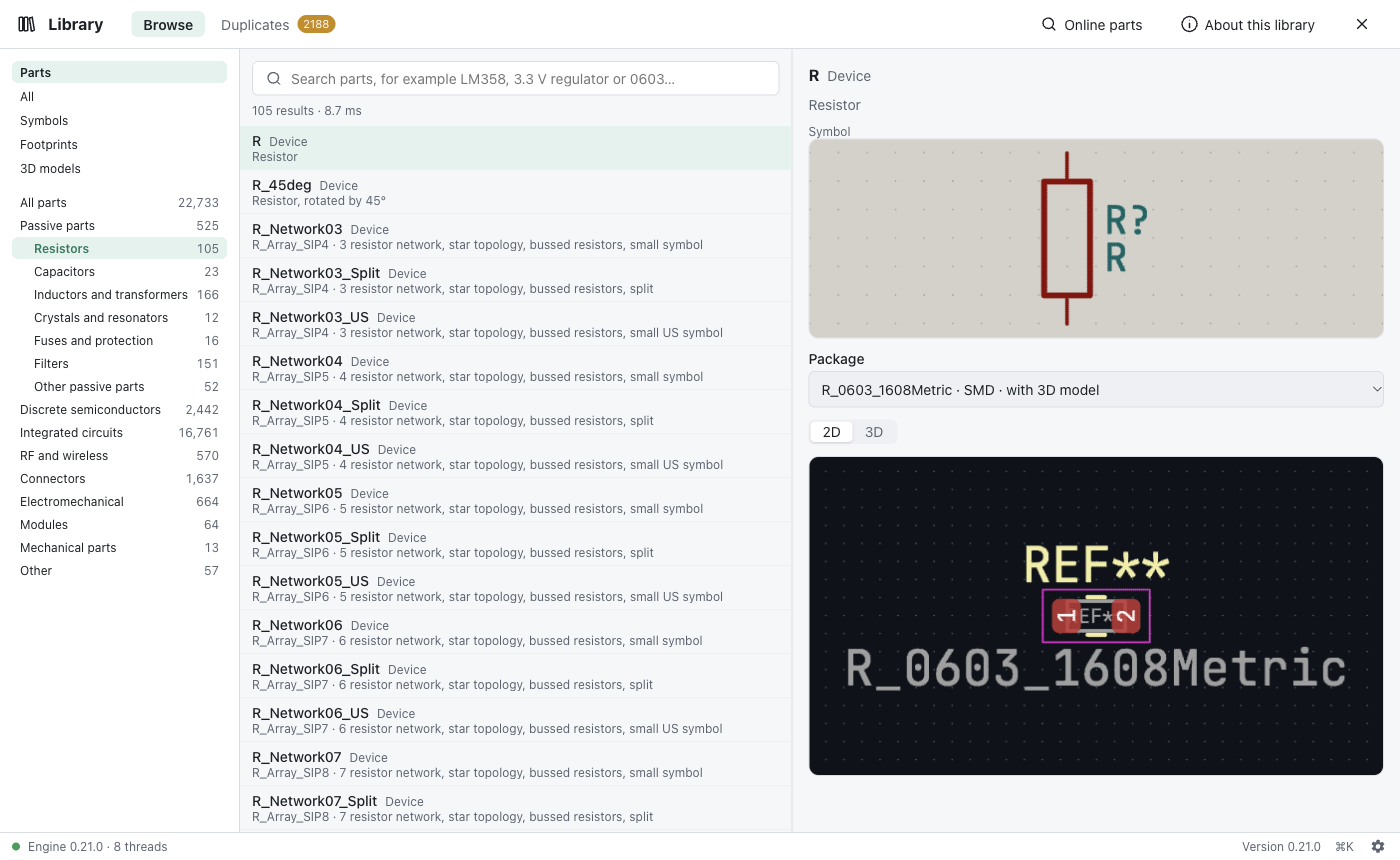 Library
Browse
Duplicates 2188
Online parts
About this library
Parts
All
Symbols
Footprints
3D models
All parts 22,733
Passive parts 525
Resistors 105
Capacitors 23
Inductors and transformers 166
Crystals and resonators 12
Fuses and protection 16
Filters 151
Other passive parts 52
Discrete semiconductors 2,442
Integrated circuits 16,761
RF and wireless 570
Connectors 1,637
Electromechanical 664
Modules 64
Mechanical parts 13
Other 57
Search parts, for example LM358, 3.3 V regulator or 0603...
105 results · 8.7 ms
R Device
Resistor
R_45deg Device
Resistor, rotated by 45°
R_Network03 Device
R_Array_SIP4 · 3 resistor network, star topology, bussed resistors, small symbol
R_Network03_Split Device
R_Array_SIP4 · 3 resistor network, star topology, bussed resistors, split
R_Network03_US Device
R_Array_SIP4 · 3 resistor network, star topology, bussed resistors, small US symbol
R_Network04 Device
R_Array_SIP5 · 4 resistor network, star topology, bussed resistors, small symbol
R_Network04_Split Device
R_Array_SIP5 · 4 resistor network, star topology, bussed resistors, split
R_Network04_US Device
R_Array_SIP5 · 4 resistor network, star topology, bussed resistors, small US symbol
R_Network05 Device
R_Array_SIP6 · 5 resistor network, star topology, bussed resistors, small symbol
R_Network05_Split Device
R_Array_SIP6 · 5 resistor network, star topology, bussed resistors, split
R_Network05_US Device
R_Array_SIP6 · 5 resistor network, star topology, bussed resistors, small US symbol
R_Network06 Device
R_Array_SIP7 · 6 resistor network, star topology, bussed resistors, small symbol
R_Network06_Split Device
R_Array_SIP7 · 6 resistor network, star topology, bussed resistors, split
R_Network06_US Device
R_Array_SIP7 · 6 resistor network, star topology, bussed resistors, small US symbol
R_Network07 Device
R_Array_SIP8 · 7 resistor network, star topology, bussed resistors, small symbol
R_Network07_Split Device
R_Array_SIP8 · 7 resistor network, star topology, bussed resistors, split
R Device
Resistor
Symbol
R?
R
Package
R_0603_1608Metric · SMD · with 3D model
2D 3D
REF**
1 2
R_0603_1608Metric
Engine 0.21.0 · 8 threads
Version 0.21.0 ⌘K